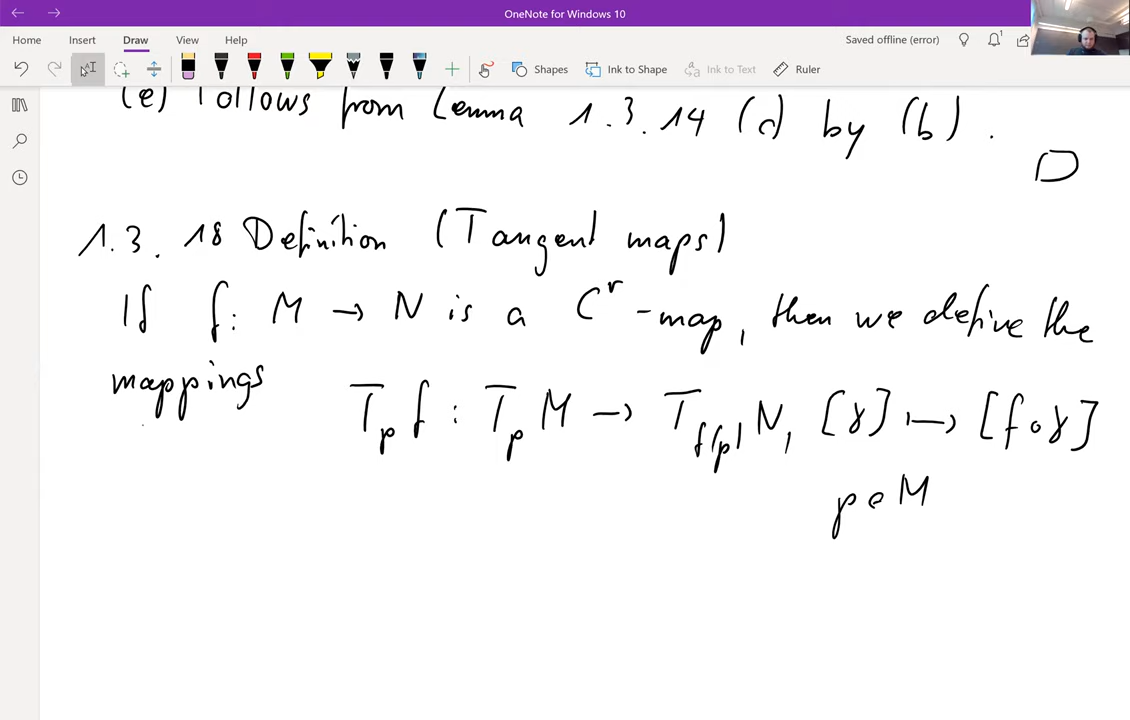 OneNote for Windows 10
Home Insert Draw View Help Saved offline (error)
Shapes Ink to Shape Ink to Text Ruler
(e) follows from Lemma 1.3.14 (c) by (b).
1.3.18 Definition (Tangent maps)
If f: M → N is a C^r-map, then we define the
mappings T_p f : T_p M → T_{f(p)} N, [γ] ↦ [f∘γ]
p ∈ M